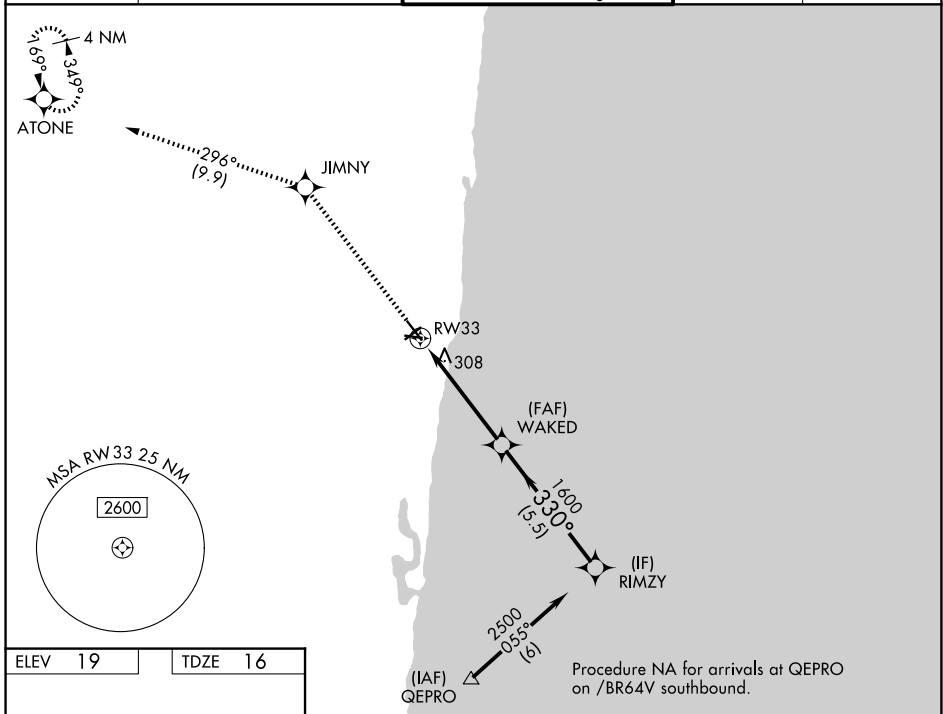 4 NM
169°
349°
ATONE
296°
(9.9)
JIMNY
RW33
308
(FAF)
WAKED
MSA RW33 25 NM
2600
1600
330°
(5.5)
(IF)
RIMZY
2500
055°
(6)
(IAF)
QEPRO
Procedure NA for arrivals at QEPRO
on /BR64V southbound.
ELEV 19
TDZE 16